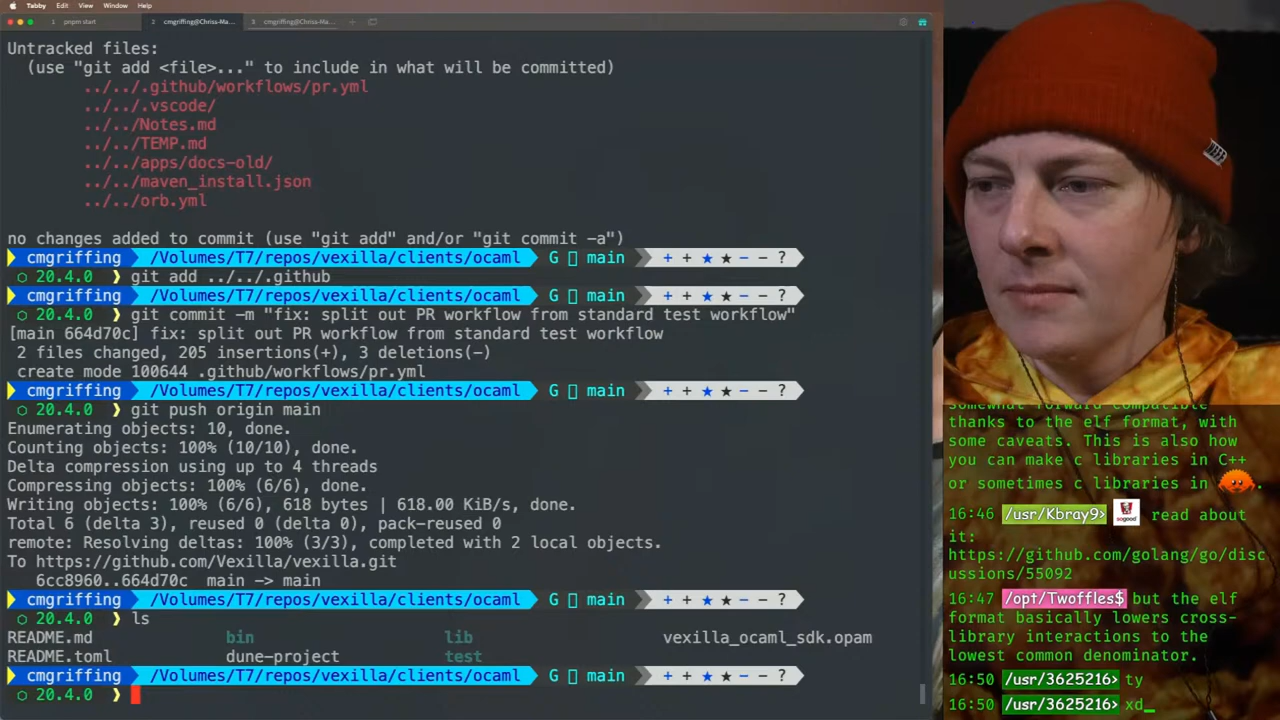 Tabby Edit View Window Help
1 pnpm start 2 cmgriffing@Chriss-Ma... 3 cmgriffing@Chriss-Ma... +
Untracked files:
(use "git add <file>..." to include in what will be committed)
../../.github/workflows/pr.yml
../../.vscode/
../../Notes.md
../../TEMP.md
../../apps/docs-old/
../../maven_install.json
../../orb.yml
no changes added to commit (use "git add" and/or "git commit -a")
cmgriffing /Volumes/T7/repos/vexilla/clients/ocaml G main + + ★ ★ – – ?
20.4.0 ❯ git add ../../.github
cmgriffing /Volumes/T7/repos/vexilla/clients/ocaml G main + + ★ ★ – – ?
20.4.0 ❯ git commit -m "fix: split out PR workflow from standard test workflow"
[main 664d70c] fix: split out PR workflow from standard test workflow
2 files changed, 205 insertions(+), 3 deletions(-)
create mode 100644 .github/workflows/pr.yml
cmgriffing /Volumes/T7/repos/vexilla/clients/ocaml G main + + ★ ★ – – ?
20.4.0 ❯ git push origin main
Enumerating objects: 10, done.
Counting objects: 100% (10/10), done.
Delta compression using up to 4 threads
Compressing objects: 100% (6/6), done.
Writing objects: 100% (6/6), 618 bytes | 618.00 KiB/s, done.
Total 6 (delta 3), reused 0 (delta 0), pack-reused 0
remote: Resolving deltas: 100% (3/3), completed with 2 local objects.
To https://github.com/Vexilla/vexilla.git
6cc8960..664d70c main -> main
cmgriffing /Volumes/T7/repos/vexilla/clients/ocaml G main + + ★ ★ – – ?
20.4.0 ❯ ls
README.md bin lib vexilla_ocaml_sdk.opam
README.toml dune-project test
cmgriffing /Volumes/T7/repos/vexilla/clients/ocaml G main + + ★ ★ – – ?
20.4.0 ❯
somewhat forward compatible
thanks to the elf format, with
some caveats. This is also how
you can make c libraries in C++
or sometimes c libraries in .
16:46 /usr/Kbray9> sogood read about
it:
https://github.com/golang/go/disc
ussions/55092
16:47 /opt/Twoffles$ but the elf
format basically lowers cross-
library interactions to the
lowest common denominator.
16:50 /usr/3625216> ty
16:50 /usr/3625216> xd_